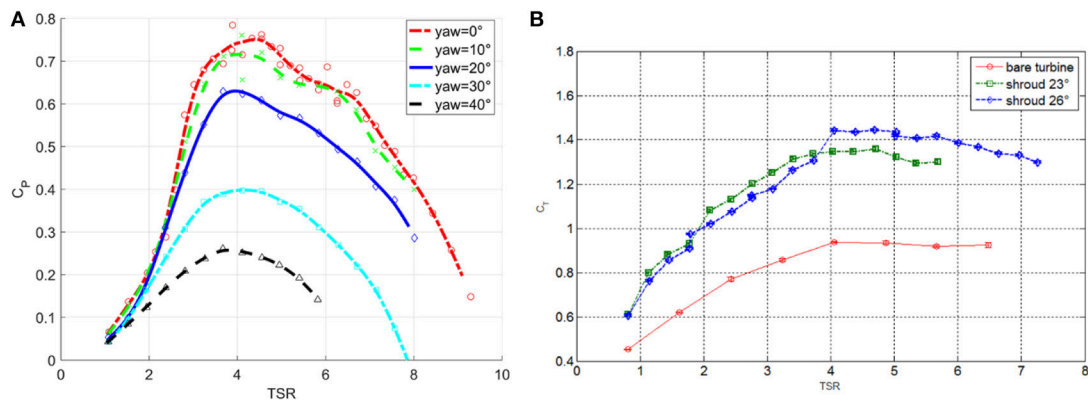 A
0.8
0.7
0.6
0.5
0.4
0.3
0.2
0.1
0
C_P
0
2
4
6
8
10
TSR
yaw=0°
yaw=10°
yaw=20°
yaw=30°
yaw=40°
B
1.8
1.6
1.4
1.2
1
0.8
0.6
0.4
C_T
0
1
2
3
4
5
6
7
8
TSR
bare turbine
shroud 23°
shroud 26°